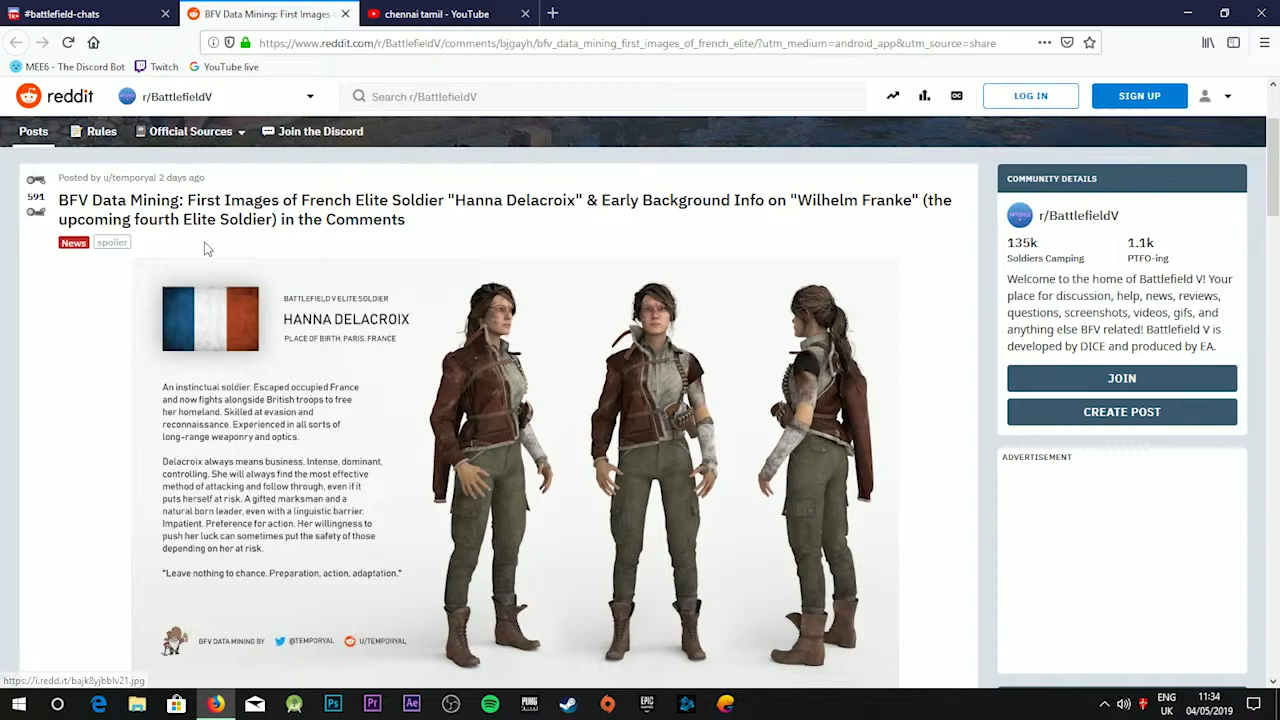 #battlefield-chats
BFV Data Mining: First Images o
chennai tamil - YouTube
https://www.reddit.com/r/BattlefieldV/comments/bjgayh/bfv_data_mining_first_images_of_french_elite/?utm_medium=android_app&utm_source=share
MEE6 - The Discord Bot
Twitch
YouTube live
reddit
r/BattlefieldV
Search r/BattlefieldV
LOG IN
SIGN UP
Posts
Rules
Official Sources
Join the Discord
Posted by u/temporyal 2 days ago
591
BFV Data Mining: First Images of French Elite Soldier "Hanna Delacroix" & Early Background Info on "Wilhelm Franke" (the
upcoming fourth Elite Soldier) in the Comments
News
spoiler
BATTLEFIELD V ELITE SOLDIER
HANNA DELACROIX
PLACE OF BIRTH: PARIS, FRANCE
An instinctual soldier. Escaped occupied France
and now fights alongside British troops to free
her homeland. Skilled at evasion and
reconnaissance. Experienced in all sorts of
long-range weaponry and optics.
Delacroix always means business. Intense, dominant,
controlling. She will always find the most effective
method of attacking and follow through, even if it
puts herself at risk. A gifted marksman and a
natural born leader, even with a linguistic barrier.
Impatient. Preference for action. Her willingness to
push her luck can sometimes put the safety of those
depending on her at risk.
"Leave nothing to chance. Preparation, action, adaptation."
BFV DATA MINING BY
@TEMPORYAL
U/TEMPORYAL
COMMUNITY DETAILS
r/BattlefieldV
135k
1.1k
Soldiers Camping
PTFO-ing
Welcome to the home of Battlefield V! Your
place for discussion, help, news, reviews,
questions, screenshots, videos, gifs, and
anything else BFV related! Battlefield V is
developed by DICE and produced by EA.
JOIN
CREATE POST
ADVERTISEMENT
https://i.redd.it/bajk8yjbblv21.jpg
Ps
Pr
Ae
EPIC
GAMES
ENG
UK
11:34
04/05/2019